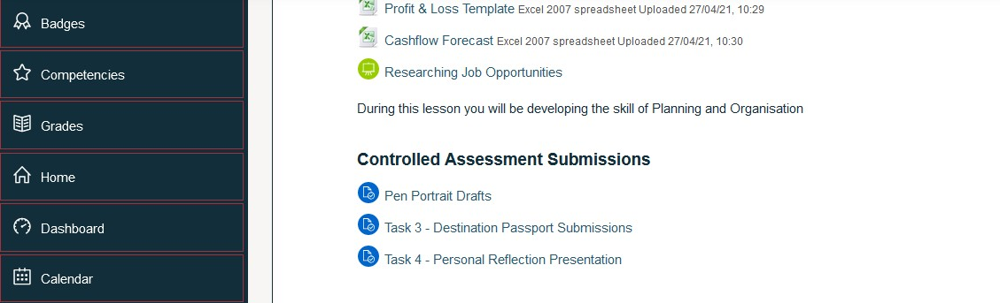 Badges
Competencies
Grades
Home
Dashboard
Calendar
Profit & Loss Template Excel 2007 spreadsheet Uploaded 27/04/21, 10:29
Cashflow Forecast Excel 2007 spreadsheet Uploaded 27/04/21, 10:30
Researching Job Opportunities
During this lesson you will be developing the skill of Planning and Organisation
Controlled Assessment Submissions
Pen Portrait Drafts
Task 3 - Destination Passport Submissions
Task 4 - Personal Reflection Presentation